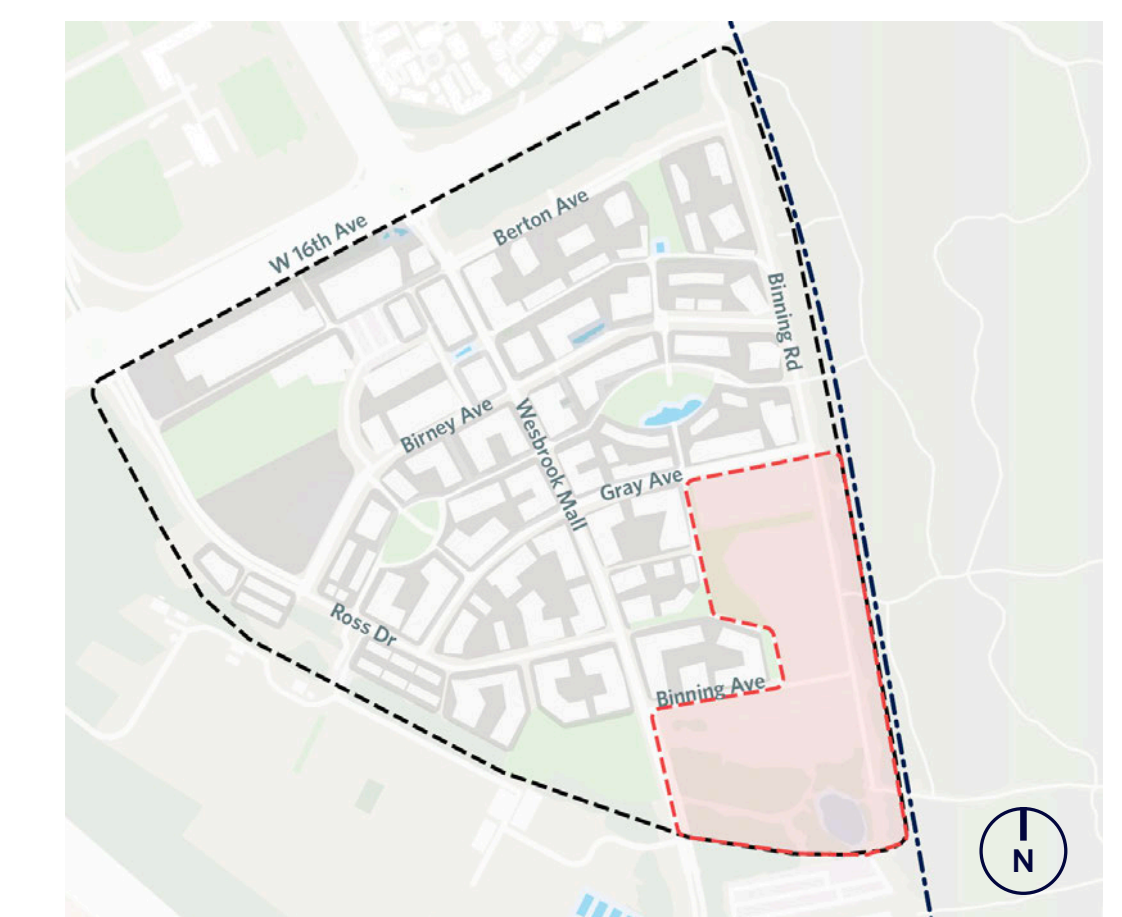 W 16th Ave
Berton Ave
Binning Rd
Birney Ave
Wesbrook Mall
Gray Ave
Ross Dr
Binning Ave
N